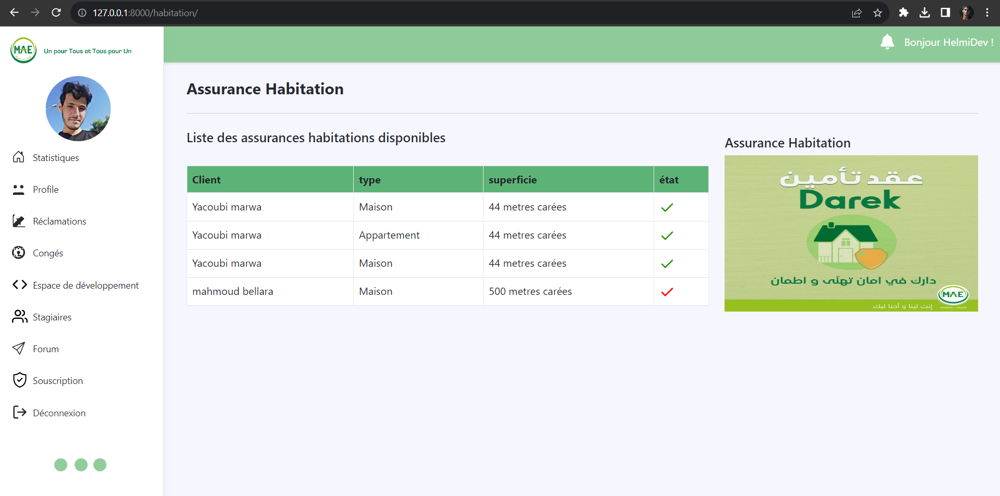 127.0.0.1:8000/habitation/
MAE
Un pour Tous et Tous pour Un
Bonjour HelmiDev !
Statistiques
Profile
Réclamations
Congés
Espace de développement
Stagiaires
Forum
Souscription
Déconnexion
Assurance Habitation
Liste des assurances habitations disponibles
Client type superficie état
Yacoubi marwa Maison 44 metres carées
Yacoubi marwa Appartement 44 metres carées
Yacoubi marwa Maison 44 metres carées
mahmoud bellara Maison 500 metres carées
Assurance Habitation
عقد تأمين
Darek
دارك في امان تهنّى و اطمان
MAE
إنت لينا و أحنا ليك